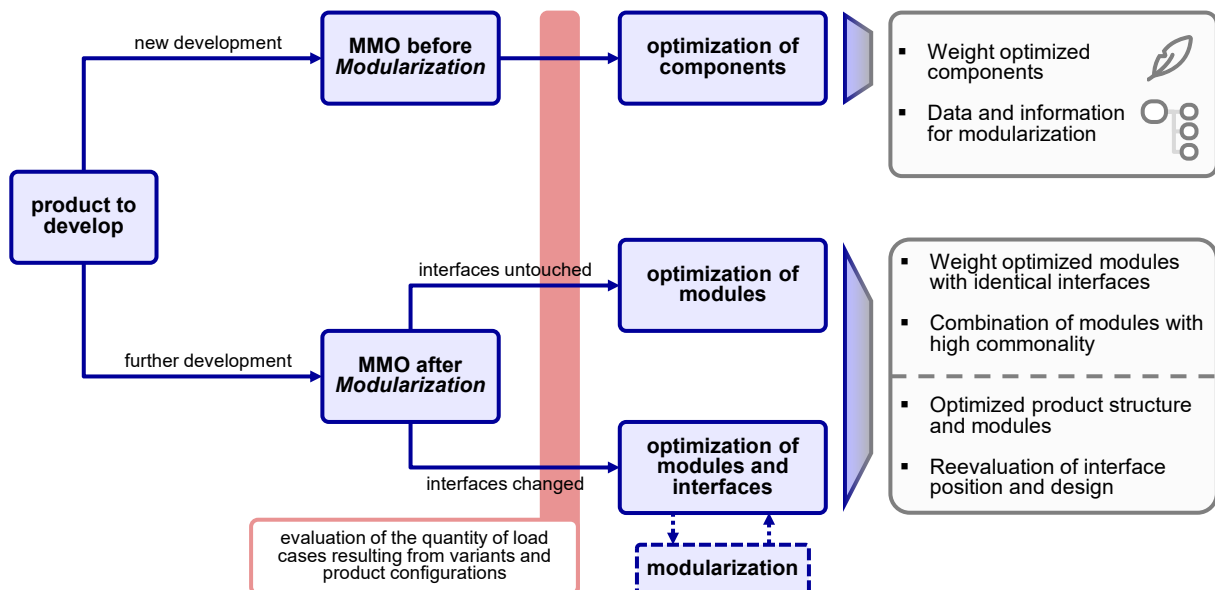 new development
MMO before
Modularization
optimization of
components
▪ Weight optimized
components
▪ Data and information
for modularization
product to
develop
interfaces untouched
optimization of
modules
▪ Weight optimized modules
with identical interfaces
▪ Combination of modules with
high commonality
further development
MMO after
Modularization
▪ Optimized product structure
and modules
▪ Reevaluation of interface
position and design
interfaces changed
optimization of
modules and
interfaces
evaluation of the quantity of load
cases resulting from variants and
product configurations
modularization